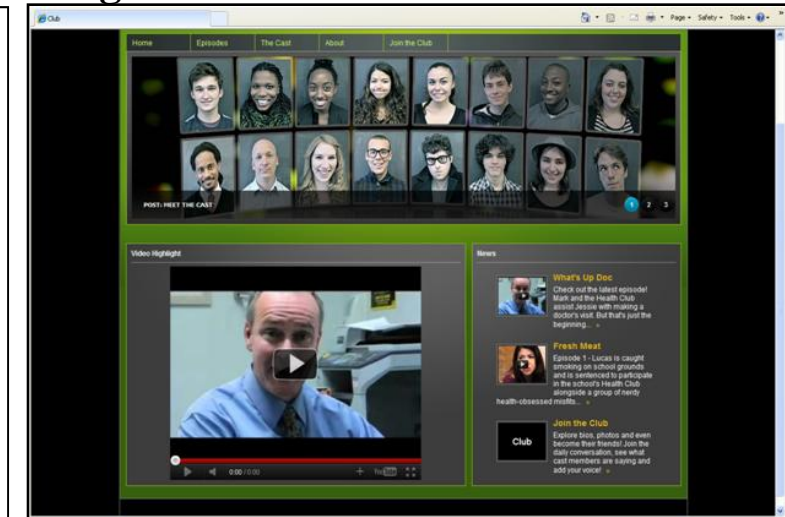 Club
Page
Safety
Tools
Home
Episodes
The Cast
About
Join the Club
POST: MEET THE CAST
1
2
3
Video Highlight
0:00 / 0:00
YouTube
News
What's Up Doc
Check out the latest episode!
Mark and the Health Club
assist Jessie with making a
doctor's visit. But that's just the
beginning...
Fresh Meat
Episode 1 - Lucas is caught
smoking on school grounds
and is sentenced to participate
in the school's Health Club
alongside a group of nerdy
health-obsessed misfits...
Club
Join the Club
Explore bios, photos and even
become their friends! Join the
daily conversation, see what
cast members are saying and
add your voice!